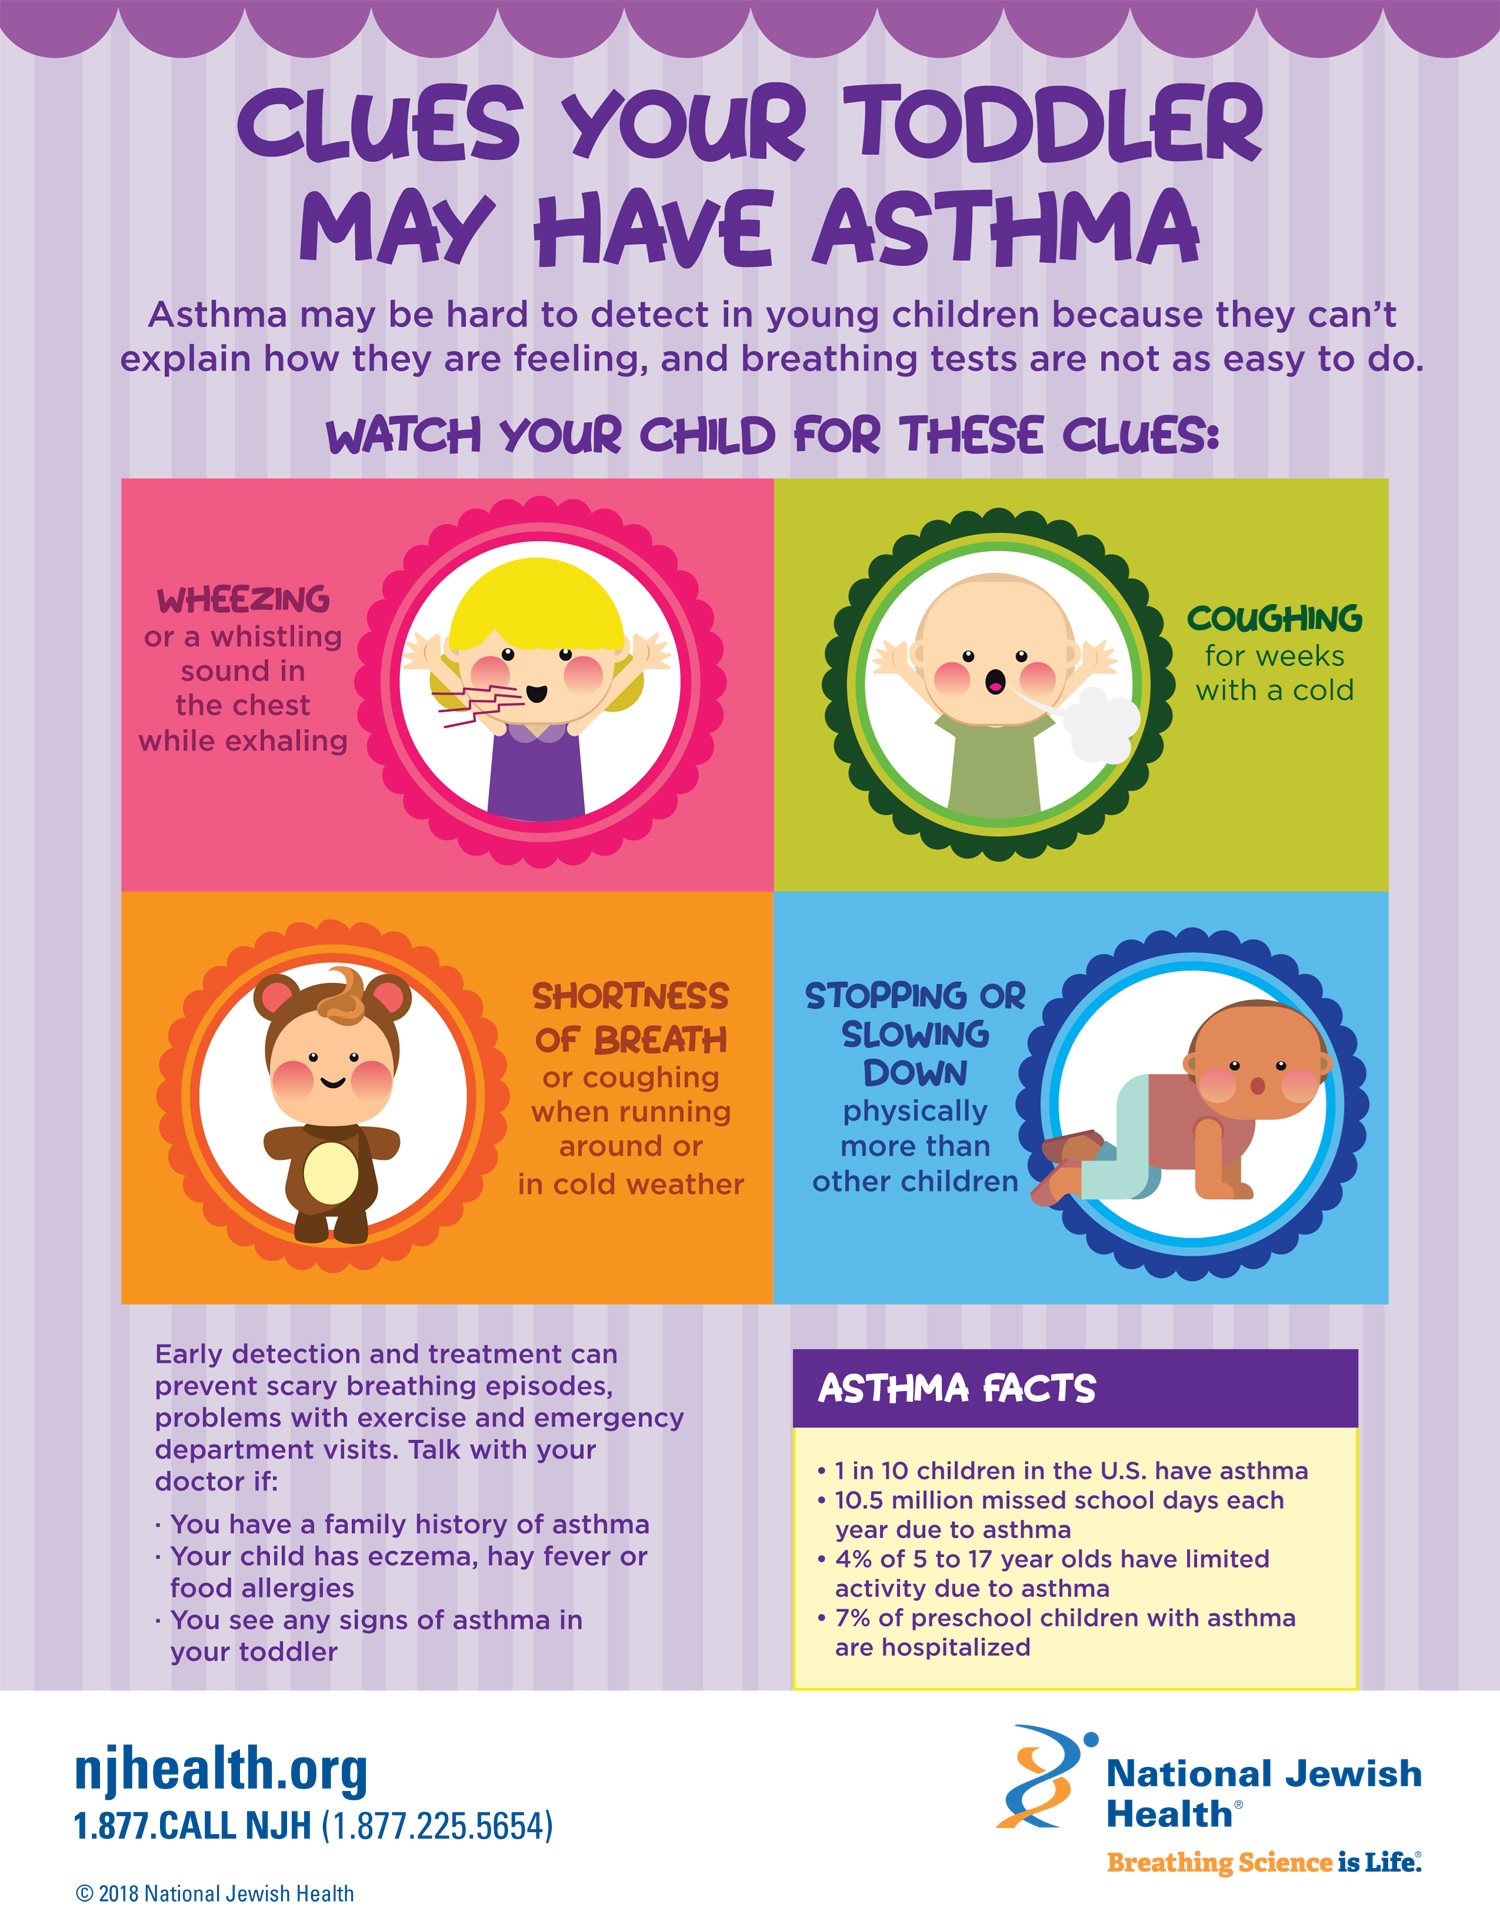 CLUES YOUR TODDLER
MAY HAVE ASTHMA
Asthma may be hard to detect in young children because they can't
explain how they are feeling, and breathing tests are not as easy to do.
WATCH YOUR CHILD FOR THESE CLUES:
WHEEZING
or a whistling
sound in
the chest
while exhaling
COUGHING
for weeks
with a cold
SHORTNESS
OF BREATH
or coughing
when running
around or
in cold weather
STOPPING OR
SLOWING
DOWN
physically
more than
other children
Early detection and treatment can
prevent scary breathing episodes,
problems with exercise and emergency
department visits. Talk with your
doctor if:
· You have a family history of asthma
· Your child has eczema, hay fever or
food allergies
· You see any signs of asthma in
your toddler
ASTHMA FACTS
• 1 in 10 children in the U.S. have asthma
• 10.5 million missed school days each
year due to asthma
• 4% of 5 to 17 year olds have limited
activity due to asthma
• 7% of preschool children with asthma
are hospitalized
njhealth.org
1.877.CALL NJH (1.877.225.5654)
© 2018 National Jewish Health
National Jewish
Health®
Breathing Science is Life.®